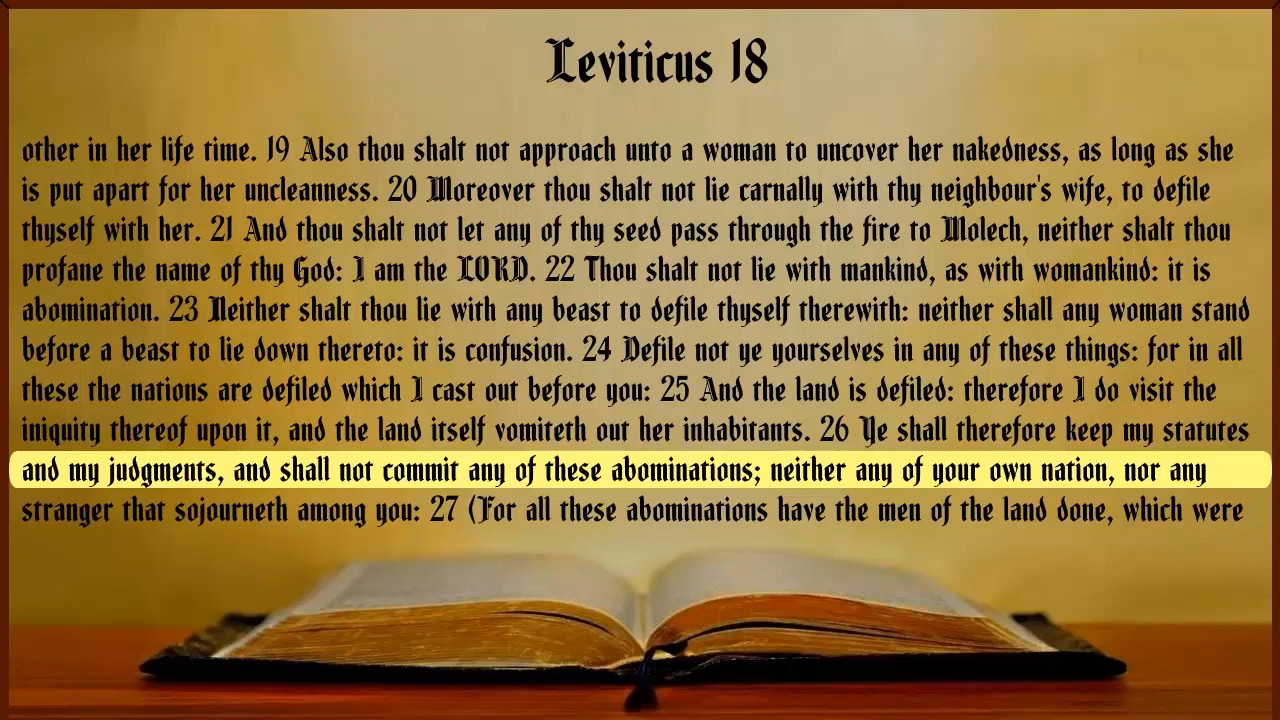 Leviticus 18
other in her life time. 19 Also thou shalt not approach unto a woman to uncover her nakedness, as long as she
is put apart for her uncleanness. 20 Moreover thou shalt not lie carnally with thy neighbour's wife, to defile
thyself with her. 21 And thou shalt not let any of thy seed pass through the fire to Molech, neither shalt thou
profane the name of thy God: I am the LORD. 22 Thou shalt not lie with mankind, as with womankind: it is
abomination. 23 Neither shalt thou lie with any beast to defile thyself therewith: neither shall any woman stand
before a beast to lie down thereto: it is confusion. 24 Defile not ye yourselves in any of these things: for in all
these the nations are defiled which I cast out before you: 25 And the land is defiled: therefore I do visit the
iniquity thereof upon it, and the land itself vomiteth out her inhabitants. 26 Ye shall therefore keep my statutes
and my judgments, and shall not commit any of these abominations; neither any of your own nation, nor any
stranger that sojourneth among you: 27 (For all these abominations have the men of the land done, which were